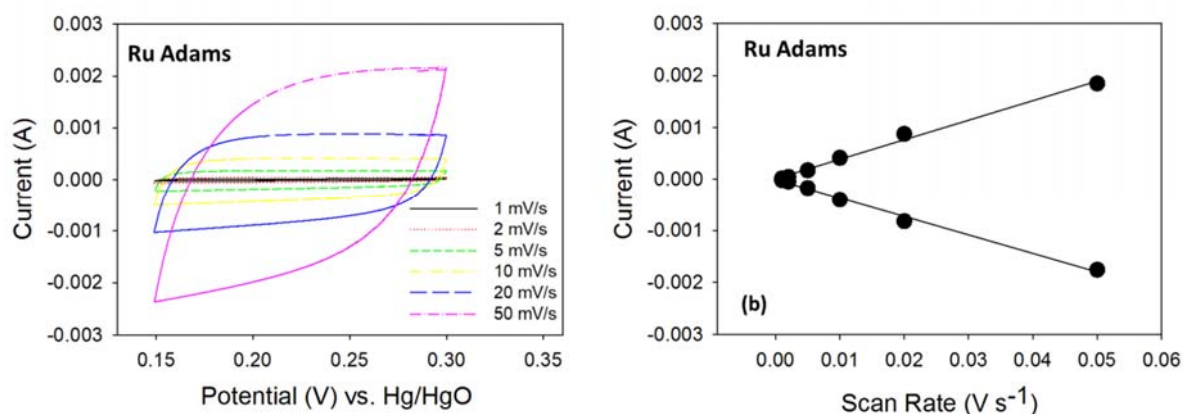 0.003
0.002
0.001
0.000
-0.001
-0.002
-0.003
Current (A)
Ru Adams
1 mV/s
2 mV/s
5 mV/s
10 mV/s
20 mV/s
50 mV/s
0.15 0.20 0.25 0.30 0.35
Potential (V) vs. Hg/HgO
0.003
0.002
0.001
0.000
-0.001
-0.002
-0.003
Current (A)
Ru Adams
(b)
0.00 0.01 0.02 0.03 0.04 0.05 0.06
Scan Rate (V s-1)